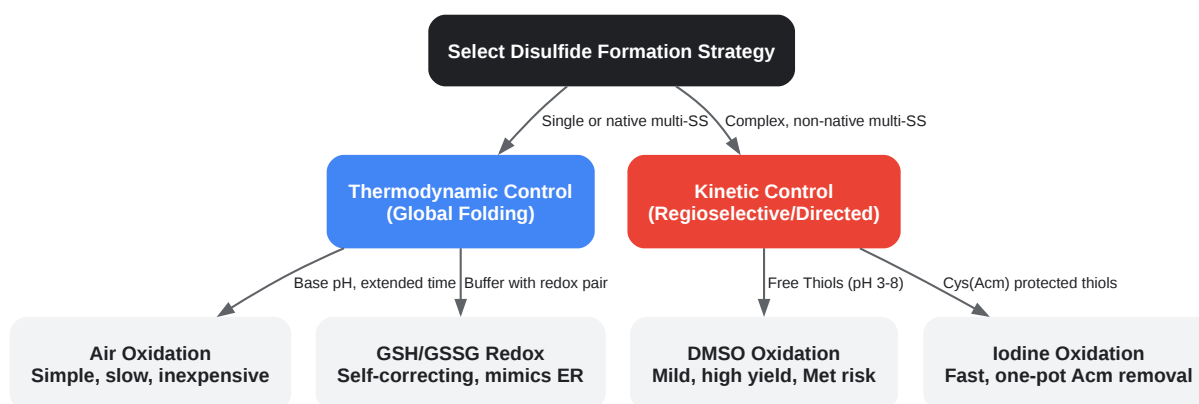 Select Disulfide Formation Strategy
Single or native multi-SS
Complex, non-native multi-SS
Thermodynamic Control
(Global Folding)
Kinetic Control
(Regioselective/Directed)
Base pH, extended time
Buffer with redox pair
Free Thiols (pH 3-8)
Cys(Acm) protected thiols
Air Oxidation
Simple, slow, inexpensive
GSH/GSSG Redox
Self-correcting, mimics ER
DMSO Oxidation
Mild, high yield, Met risk
Iodine Oxidation
Fast, one-pot Acm removal